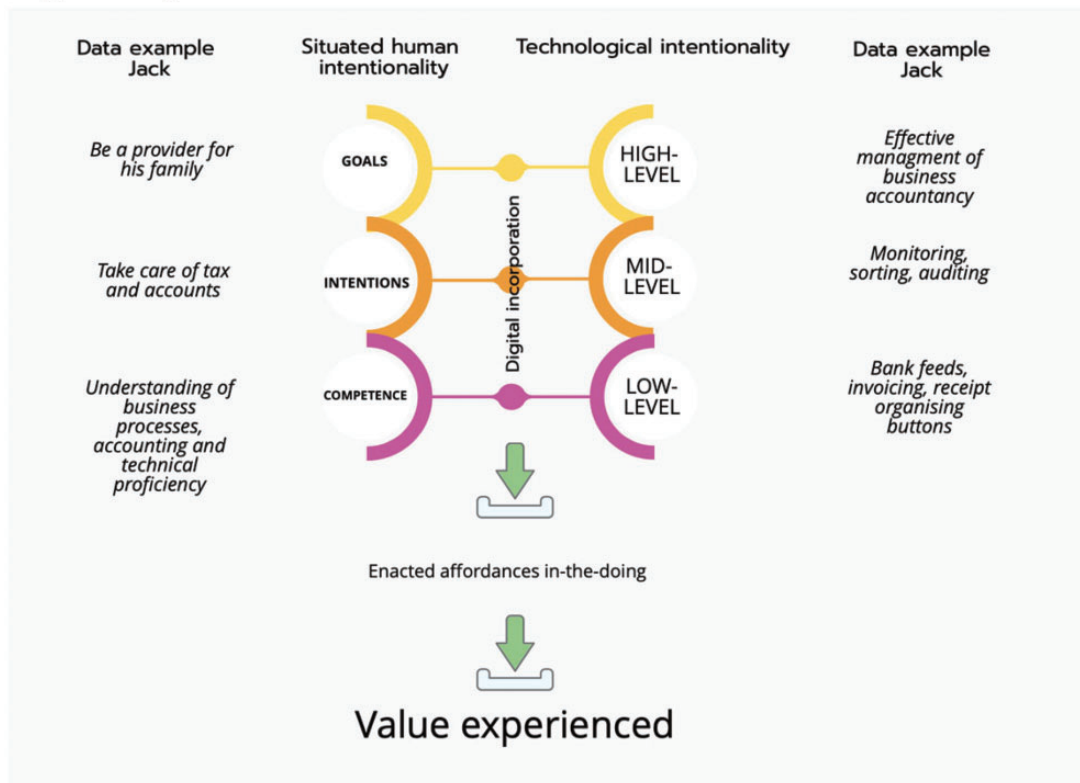 Data example
Jack
Situated human
intentionality
Technological intentionality
Data example
Jack
Be a provider for
his family
GOALS
HIGH-
LEVEL
Effective
managment of
business
accountancy
Digital incorporation
Take care of tax
and accounts
INTENTIONS
MID-
LEVEL
Monitoring,
sorting, auditing
Understanding of
business
processes,
accounting and
technical
proficiency
COMPETENCE
LOW-
LEVEL
Bank feeds,
invoicing, receipt
organising
buttons
Enacted affordances in-the-doing
Value experienced